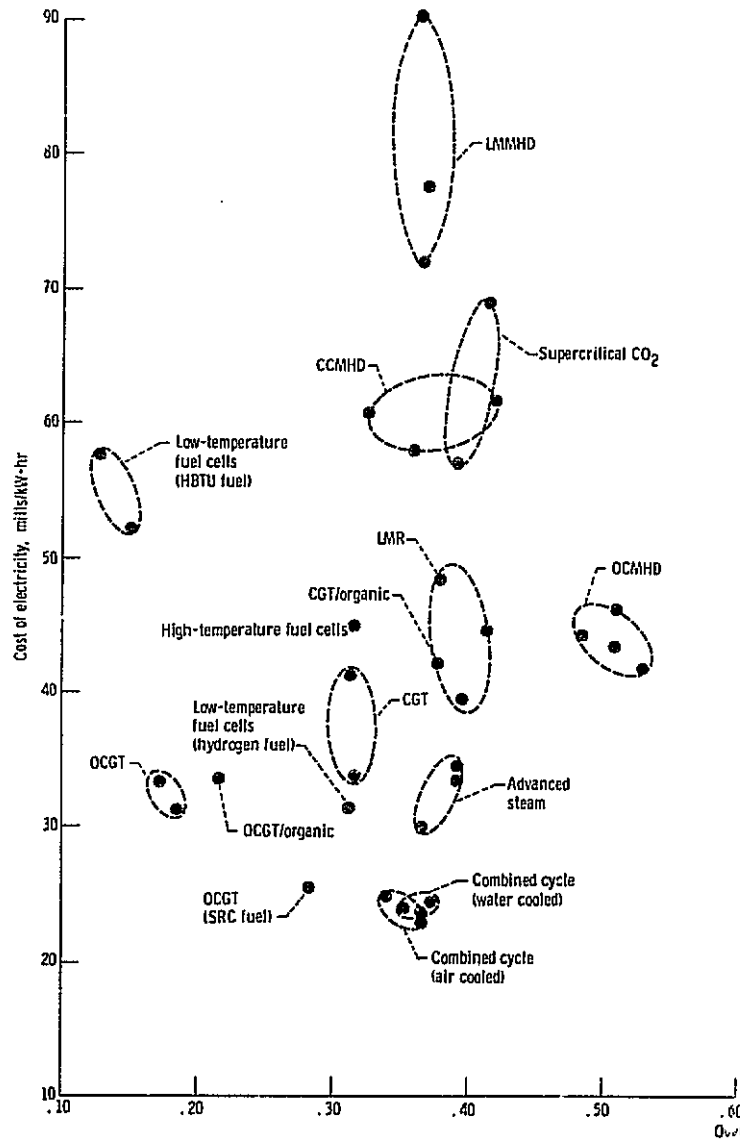 90
80
70
60
50
40
30
20
10
Cost of electricity, mills/kW-hr
LMMHD
Supercritical CO2
CCMHD
Low-temperature
fuel cells
(HBTU fuel)
LMR
OCMHD
CGT/organic
High-temperature fuel cells
CGT
Low-temperature
fuel cells
(hydrogen fuel)
OCGT
OCGT/organic
Advanced
steam
OCGT
(SRC fuel)
Combined cycle
(water cooled)
Combined cycle
(air cooled)
.10
.20
.30
.40
.50
.60